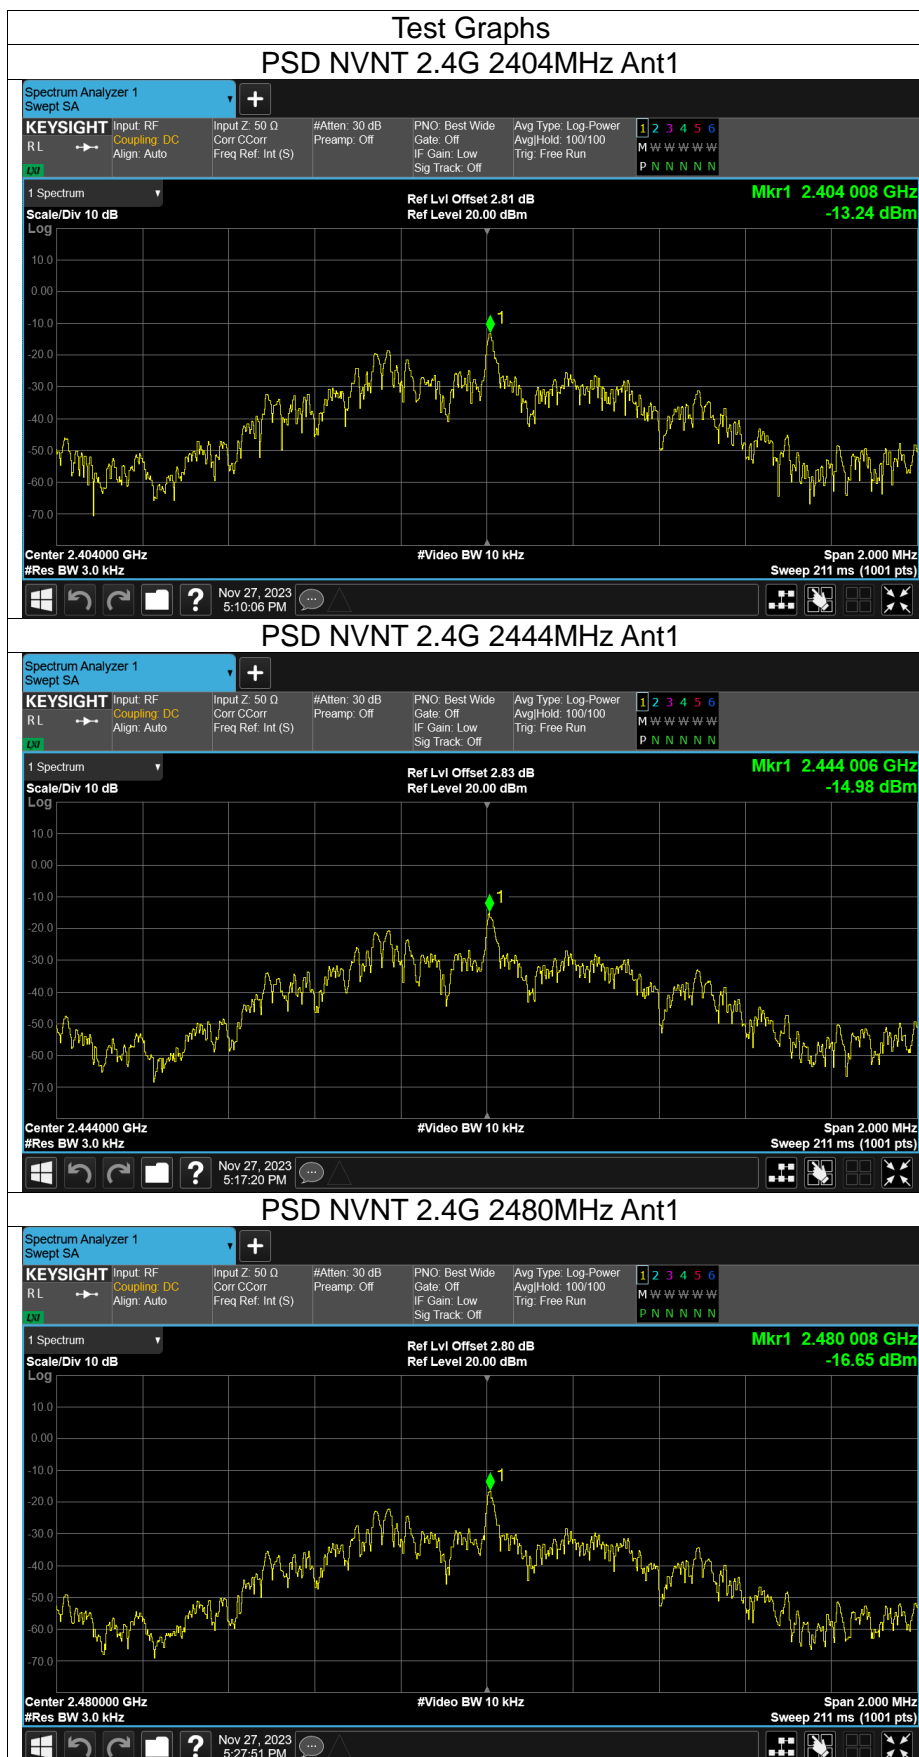 Test Graphs
PSD NVNT 2.4G 2404MHz Ant1
Spectrum Analyzer 1
Swept SA
+
KEYSIGHT Input: RF Input Z: 50 Ω #Atten: 30 dB PNO: Best Wide Avg Type: Log-Power 1 2 3 4 5 6
R L Coupling: DC Corr CCorr Preamp: Off Gate: Off Avg|Hold: 100/100 M W W W W W
Align: Auto Freq Ref: Int (S) IF Gain: Low Trig: Free Run
LXI Sig Track: Off P N N N N N
1 Spectrum Ref Lvl Offset 2.81 dB Mkr1 2.404 008 GHz
Scale/Div 10 dB Ref Level 20.00 dBm -13.24 dBm
Log
10.0
0.00
-10.0
1
-20.0
-30.0
-40.0
-50.0
-60.0
-70.0
Center 2.404000 GHz #Video BW 10 kHz Span 2.000 MHz
#Res BW 3.0 kHz Sweep 211 ms (1001 pts)
? Nov 27, 2023
5:10:06 PM
PSD NVNT 2.4G 2444MHz Ant1
Spectrum Analyzer 1
Swept SA
+
KEYSIGHT Input: RF Input Z: 50 Ω #Atten: 30 dB PNO: Best Wide Avg Type: Log-Power 1 2 3 4 5 6
R L Coupling: DC Corr CCorr Preamp: Off Gate: Off Avg|Hold: 100/100 M W W W W W
Align: Auto Freq Ref: Int (S) IF Gain: Low Trig: Free Run
LXI Sig Track: Off P N N N N N
1 Spectrum Ref Lvl Offset 2.83 dB Mkr1 2.444 006 GHz
Scale/Div 10 dB Ref Level 20.00 dBm -14.98 dBm
Log
10.0
0.00
-10.0
1
-20.0
-30.0
-40.0
-50.0
-60.0
-70.0
Center 2.444000 GHz #Video BW 10 kHz Span 2.000 MHz
#Res BW 3.0 kHz Sweep 211 ms (1001 pts)
? Nov 27, 2023
5:17:20 PM
PSD NVNT 2.4G 2480MHz Ant1
Spectrum Analyzer 1
Swept SA
+
KEYSIGHT Input: RF Input Z: 50 Ω #Atten: 30 dB PNO: Best Wide Avg Type: Log-Power 1 2 3 4 5 6
R L Coupling: DC Corr CCorr Preamp: Off Gate: Off Avg|Hold: 100/100 M W W W W W
Align: Auto Freq Ref: Int (S) IF Gain: Low Trig: Free Run
LXI Sig Track: Off P N N N N N
1 Spectrum Ref Lvl Offset 2.80 dB Mkr1 2.480 008 GHz
Scale/Div 10 dB Ref Level 20.00 dBm -16.65 dBm
Log
10.0
0.00
-10.0
1
-20.0
-30.0
-40.0
-50.0
-60.0
-70.0
Center 2.480000 GHz #Video BW 10 kHz Span 2.000 MHz
#Res BW 3.0 kHz Sweep 211 ms (1001 pts)
? Nov 27, 2023
5:27:51 PM